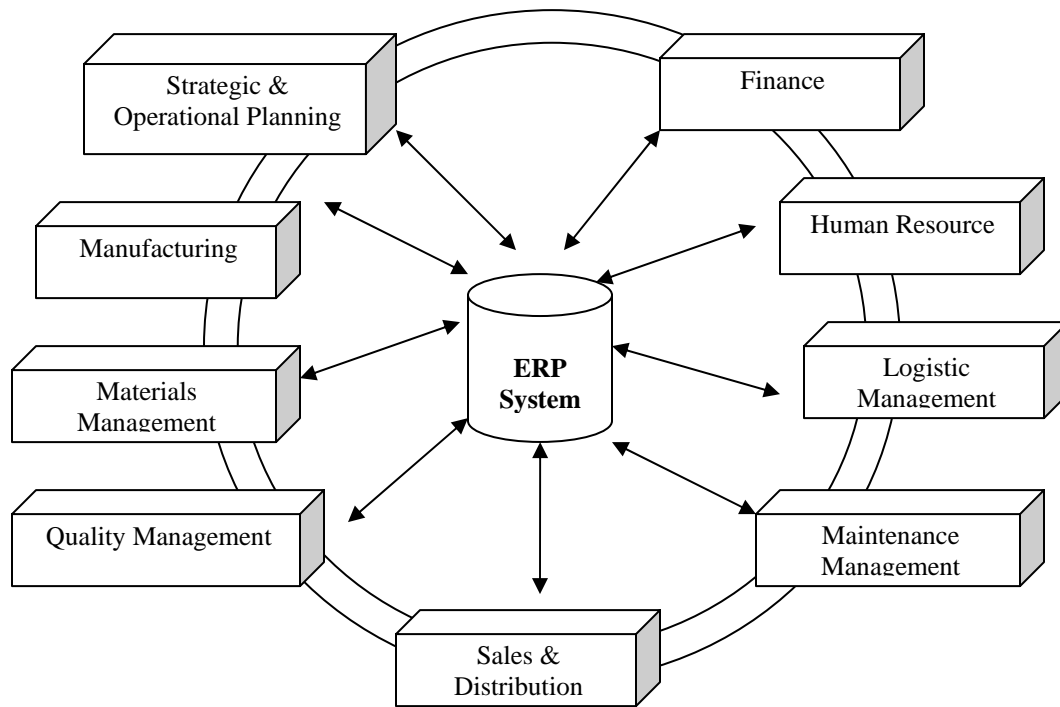 Strategic &
Operational Planning
Finance
Manufacturing
Human Resource
ERP
System
Materials
Management
Logistic
Management
Quality Management
Maintenance
Management
Sales &
Distribution